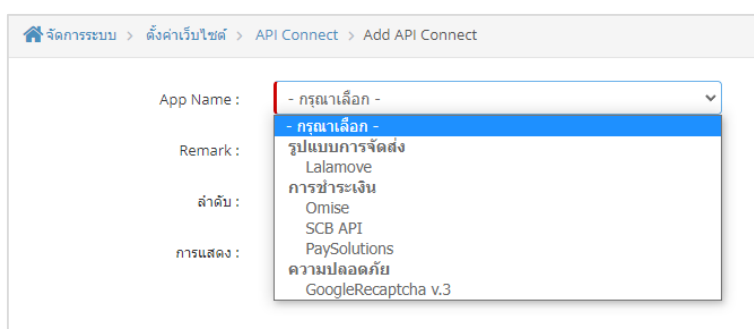 จัดการระบบ > ตั้งค่าเว็บไซต์ > API Connect > Add API Connect
App Name : - กรุณาเลือก -
- กรุณาเลือก -
Remark : รูปแบบการจัดส่ง
Lalamove
การชำระเงิน
ลำดับ : Omise
SCB API
การแสดง : PaySolutions
ความปลอดภัย
GoogleRecaptcha v.3